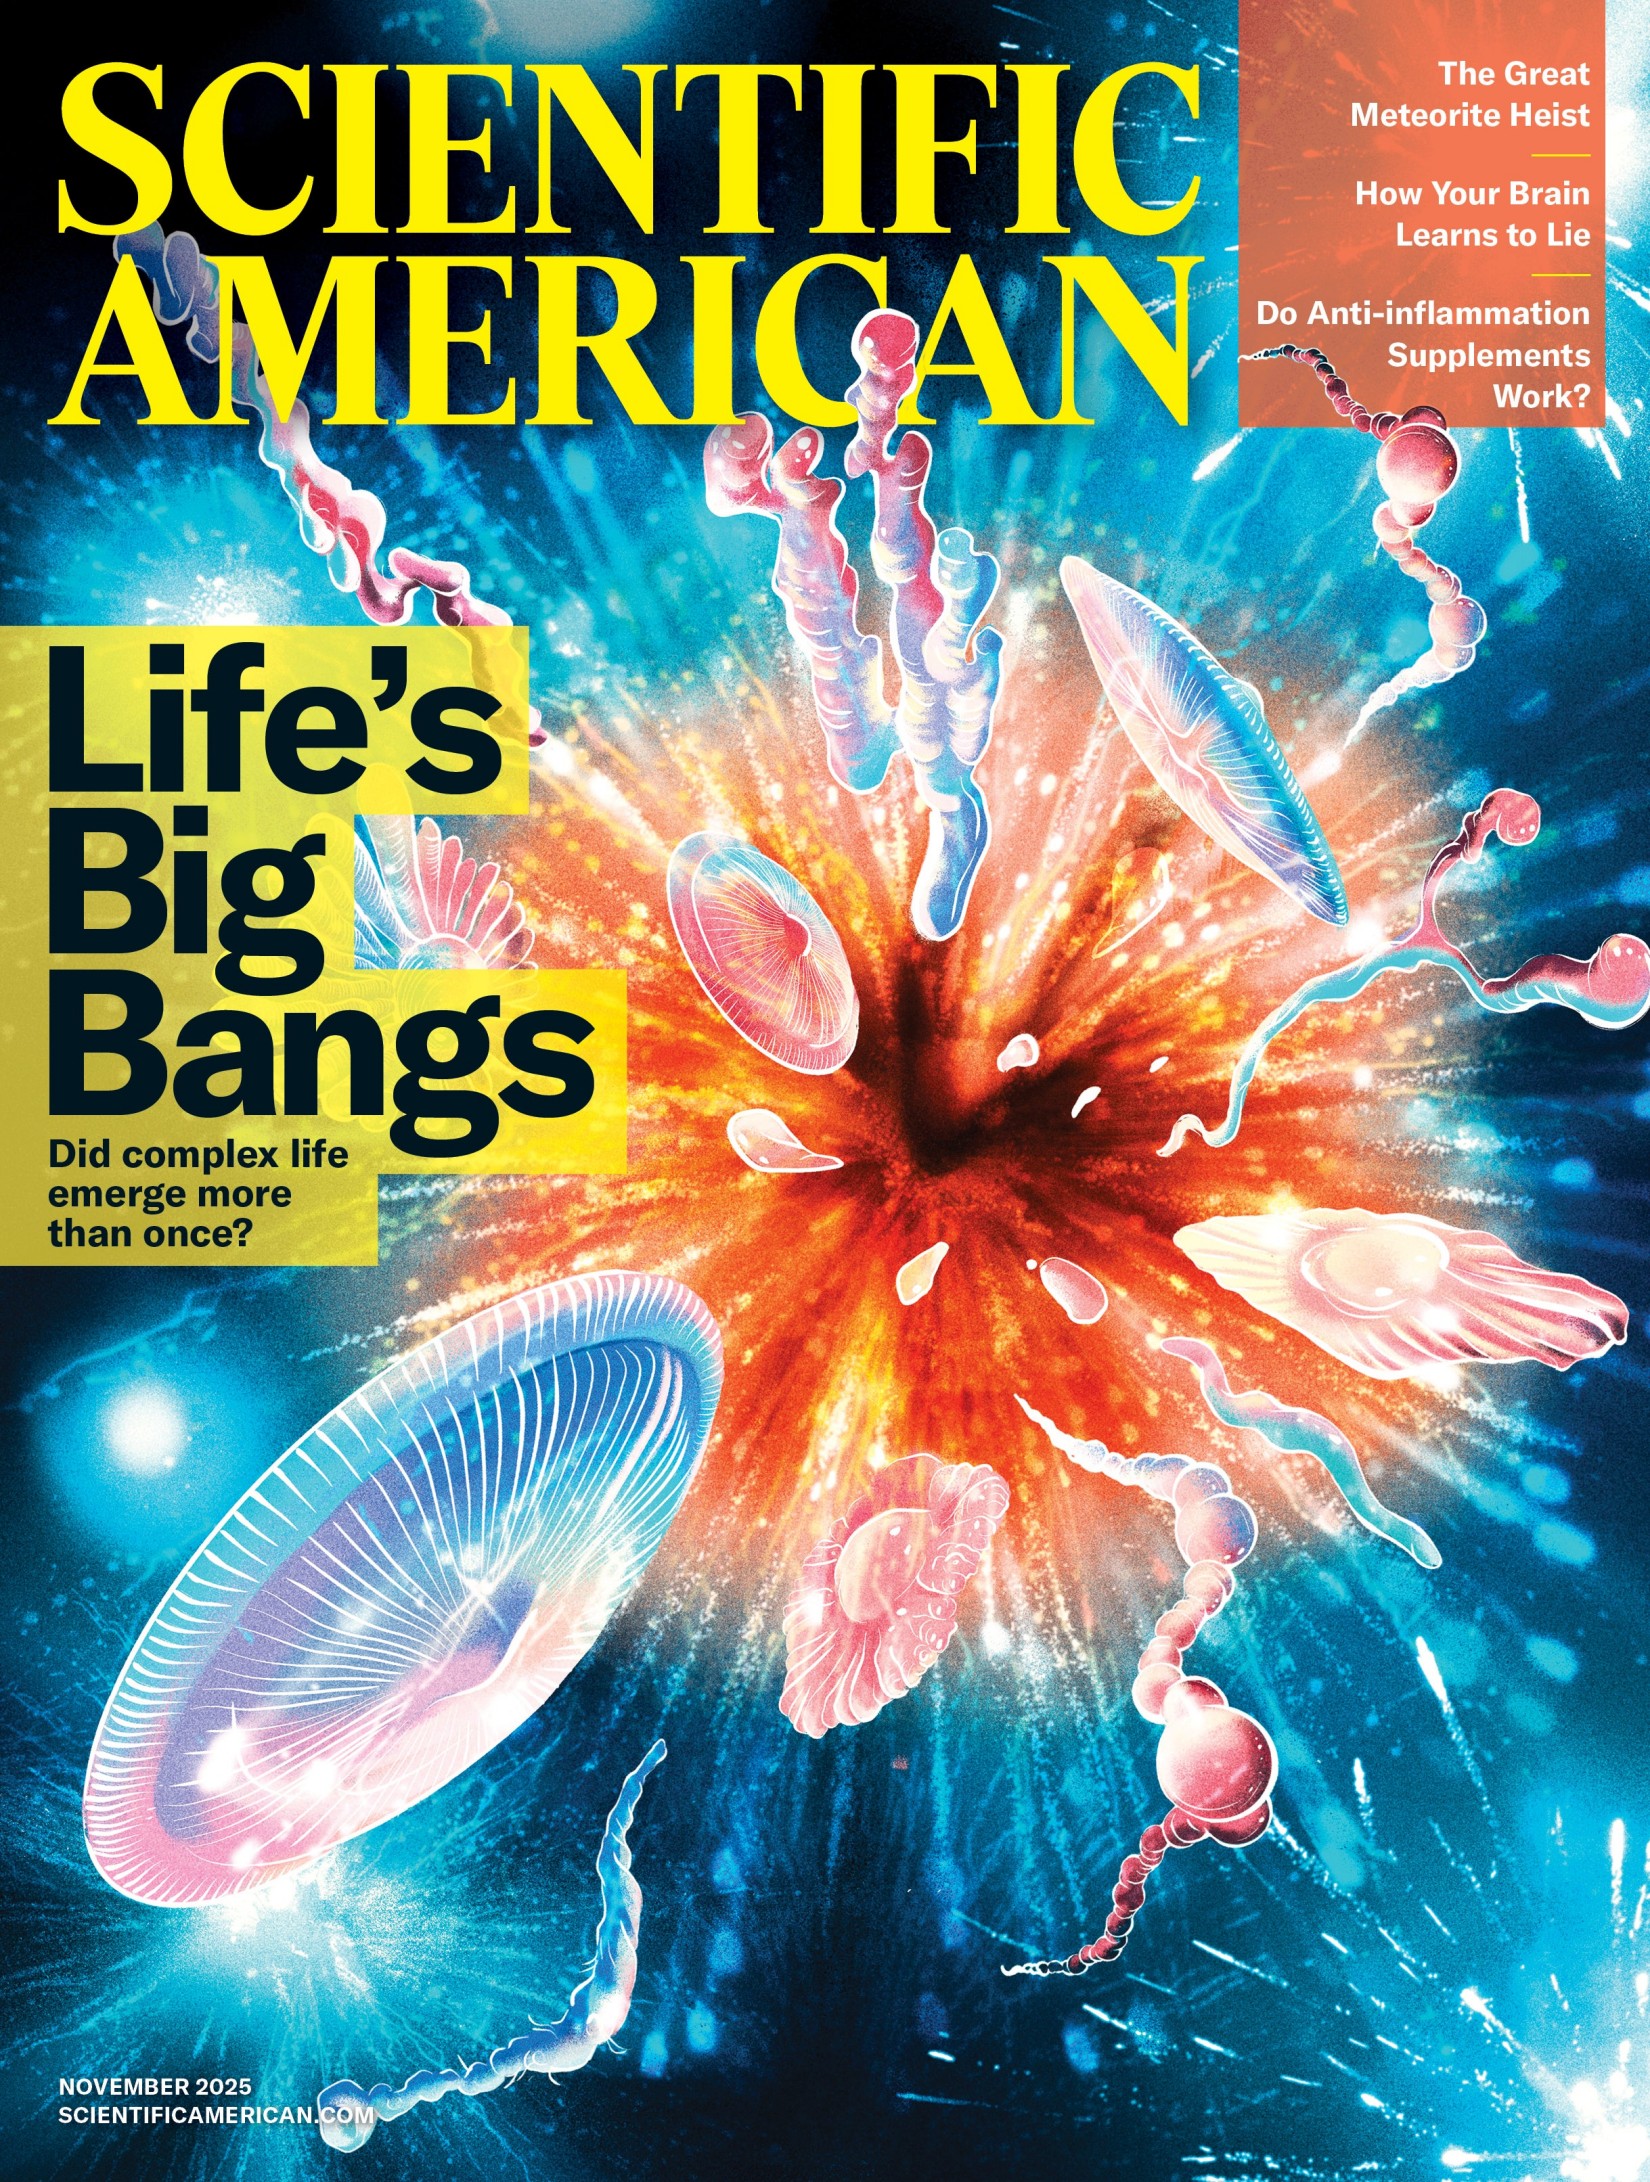 SCIENTIFIC
AMERICAN
The Great
Meteorite Heist
How Your Brain
Learns to Lie
Do Anti-inflammation
Supplements
Work?
Life's
Big
Bangs
Did complex life
emerge more
than once?
NOVEMBER 2025
SCIENTIFICAMERICAN.COM